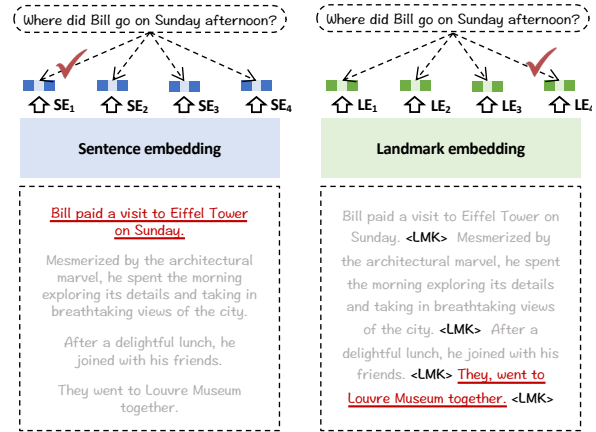 Where did Bill go on Sunday afternoon?
SE1 SE2 SE3 SE4
Sentence embedding
Bill paid a visit to Eiffel Tower
on Sunday.
Mesmerized by the architectural
marvel, he spent the morning
exploring its details and taking in
breathtaking views of the city.
After a delightful lunch, he
joined with his friends.
They went to Louvre Museum
together.
Where did Bill go on Sunday afternoon?
LE1 LE2 LE3 LE4
Landmark embedding
Bill paid a visit to Eiffel Tower on
Sunday. <LMK> Mesmerized by
the architectural marvel, he spent
the morning exploring its details
and taking in breathtaking views
of the city. <LMK> After a
delightful lunch, he joined with his
friends. <LMK> They, went to
Louvre Museum together. <LMK>